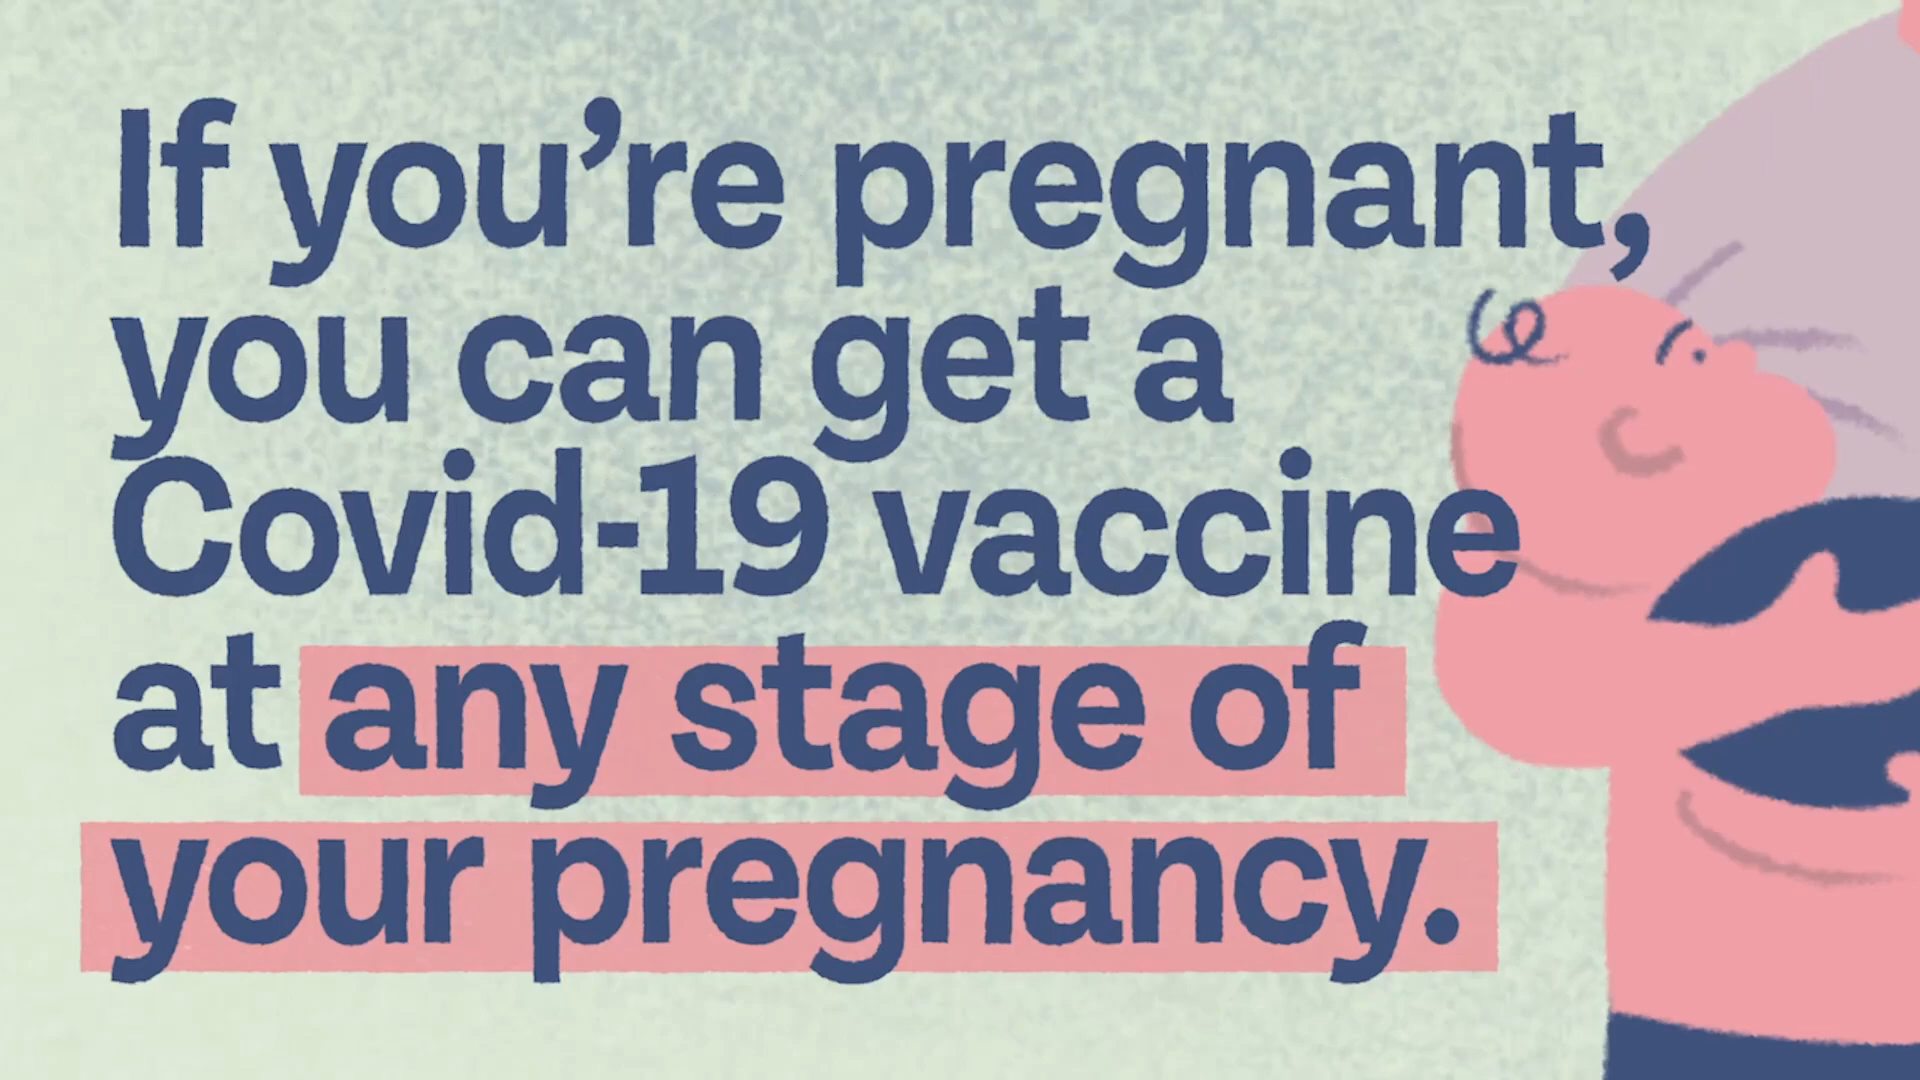 If you’re pregnant,
you can get a
Covid-19 vaccine
at any stage of
your pregnancy.